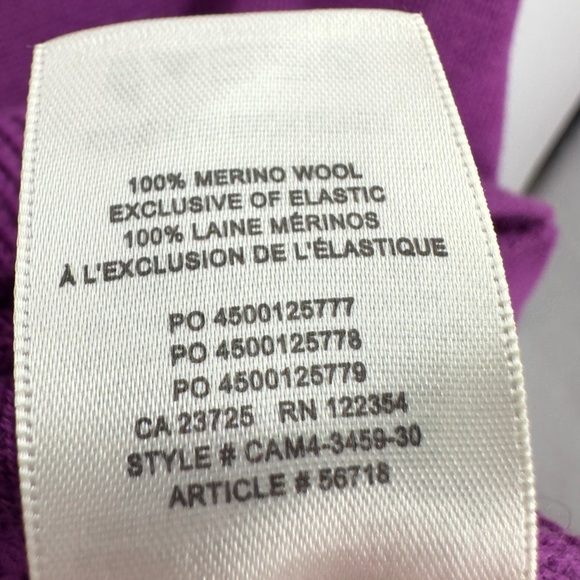 100% MERINO WOOL
EXCLUSIVE OF ELASTIC
100% LAINE MÉRINOS
À L'EXCLUSION DE L'ÉLASTIQUE
PO 4500125777
PO 4500125778
PO 4500125779
CA 23725 RN 122354
STYLE # CAM4-3459-30
ARTICLE # 56718